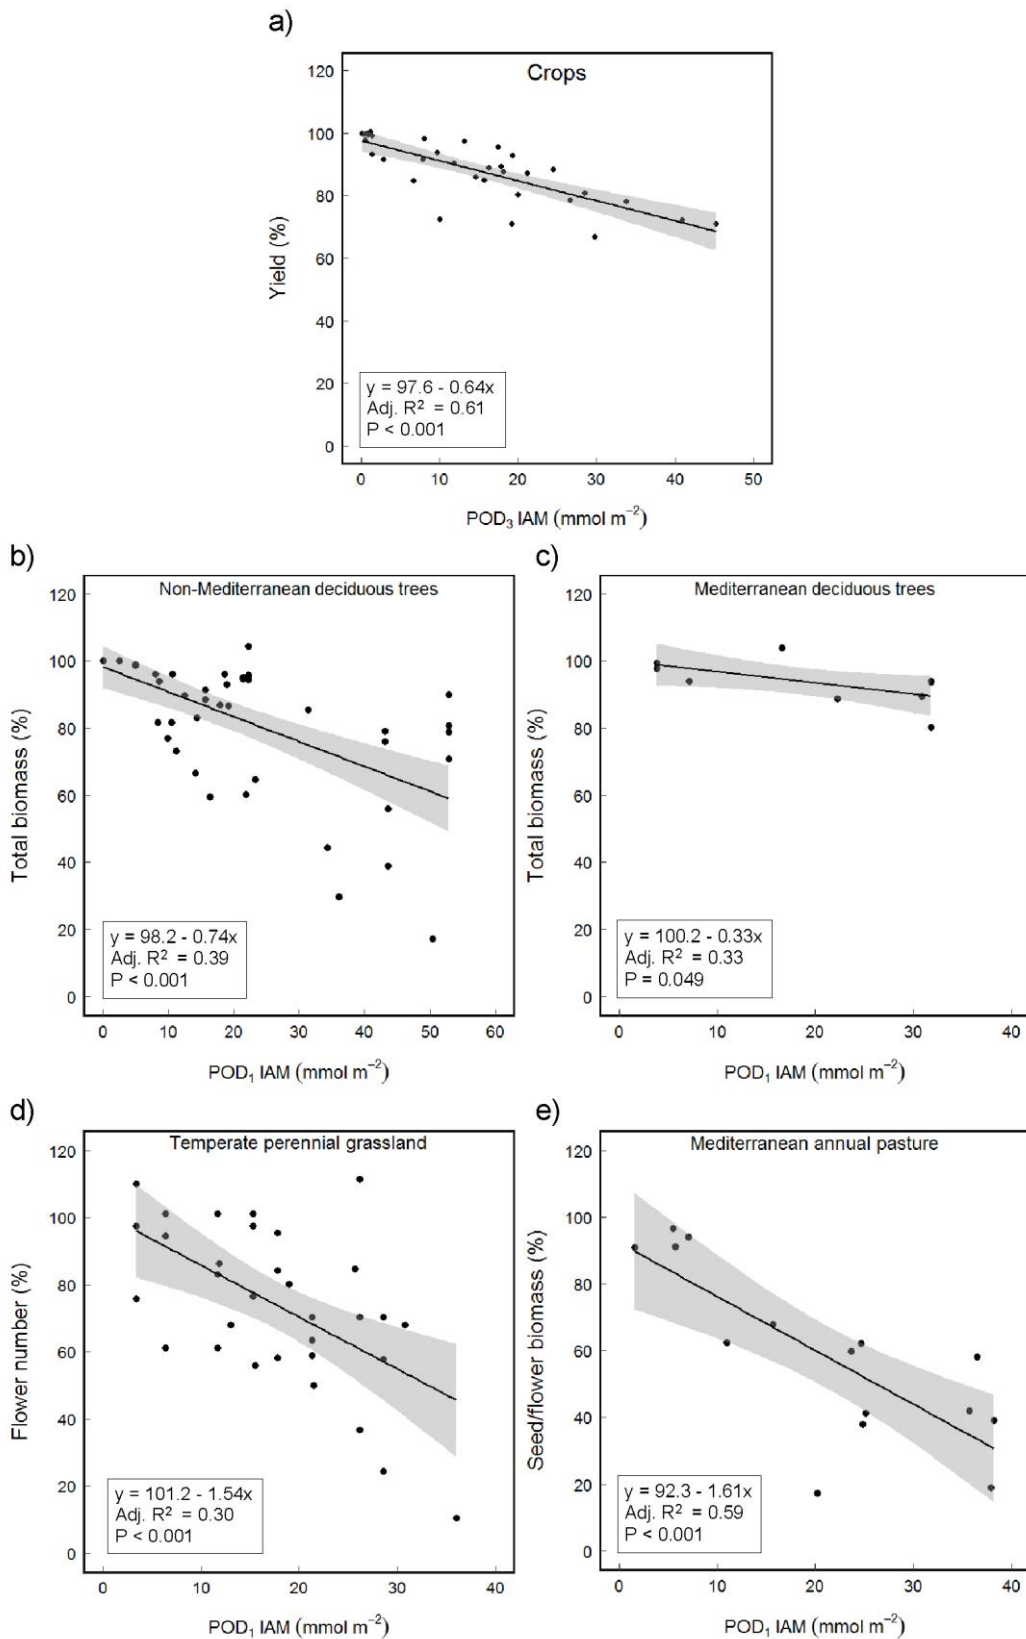 a)
Crops
120
100
80
60
40
20
0
Yield (%)
y = 97.6 - 0.64x
Adj. R² = 0.61
P < 0.001
0 10 20 30 40 50
POD₃ IAM (mmol m⁻²)
b)
Non-Mediterranean deciduous trees
120
100
80
60
40
20
0
Total biomass (%)
y = 98.2 - 0.74x
Adj. R² = 0.39
P < 0.001
0 10 20 30 40 50 60
POD₁ IAM (mmol m⁻²)
c)
Mediterranean deciduous trees
120
100
80
60
40
20
0
Total biomass (%)
y = 100.2 - 0.33x
Adj. R² = 0.33
P = 0.049
0 10 20 30 40
POD₁ IAM (mmol m⁻²)
d)
Temperate perennial grassland
120
100
80
60
40
20
0
Flower number (%)
y = 101.2 - 1.54x
Adj. R² = 0.30
P < 0.001
0 10 20 30 40
POD₁ IAM (mmol m⁻²)
e)
Mediterranean annual pasture
120
100
80
60
40
20
0
Seed/flower biomass (%)
y = 92.3 - 1.61x
Adj. R² = 0.59
P < 0.001
0 10 20 30 40
POD₁ IAM (mmol m⁻²)